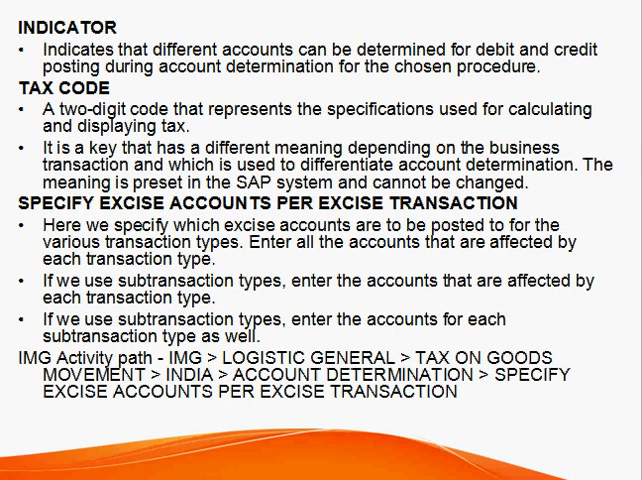 INDICATOR
• Indicates that different accounts can be determined for debit and credit
posting during account determination for the chosen procedure.
TAX CODE
• A two-digit code that represents the specifications used for calculating
and displaying tax.
• It is a key that has a different meaning depending on the business
transaction and which is used to differentiate account determination. The
meaning is preset in the SAP system and cannot be changed.
SPECIFY EXCISE ACCOUNTS PER EXCISE TRANSACTION
• Here we specify which excise accounts are to be posted to for the
various transaction types. Enter all the accounts that are affected by
each transaction type.
• If we use subtransaction types, enter the accounts that are affected by
each transaction type.
• If we use subtransaction types, enter the accounts for each
subtransaction type as well.
IMG Activity path - IMG > LOGISTIC GENERAL > TAX ON GOODS
MOVEMENT > INDIA > ACCOUNT DETERMINATION > SPECIFY
EXCISE ACCOUNTS PER EXCISE TRANSACTION